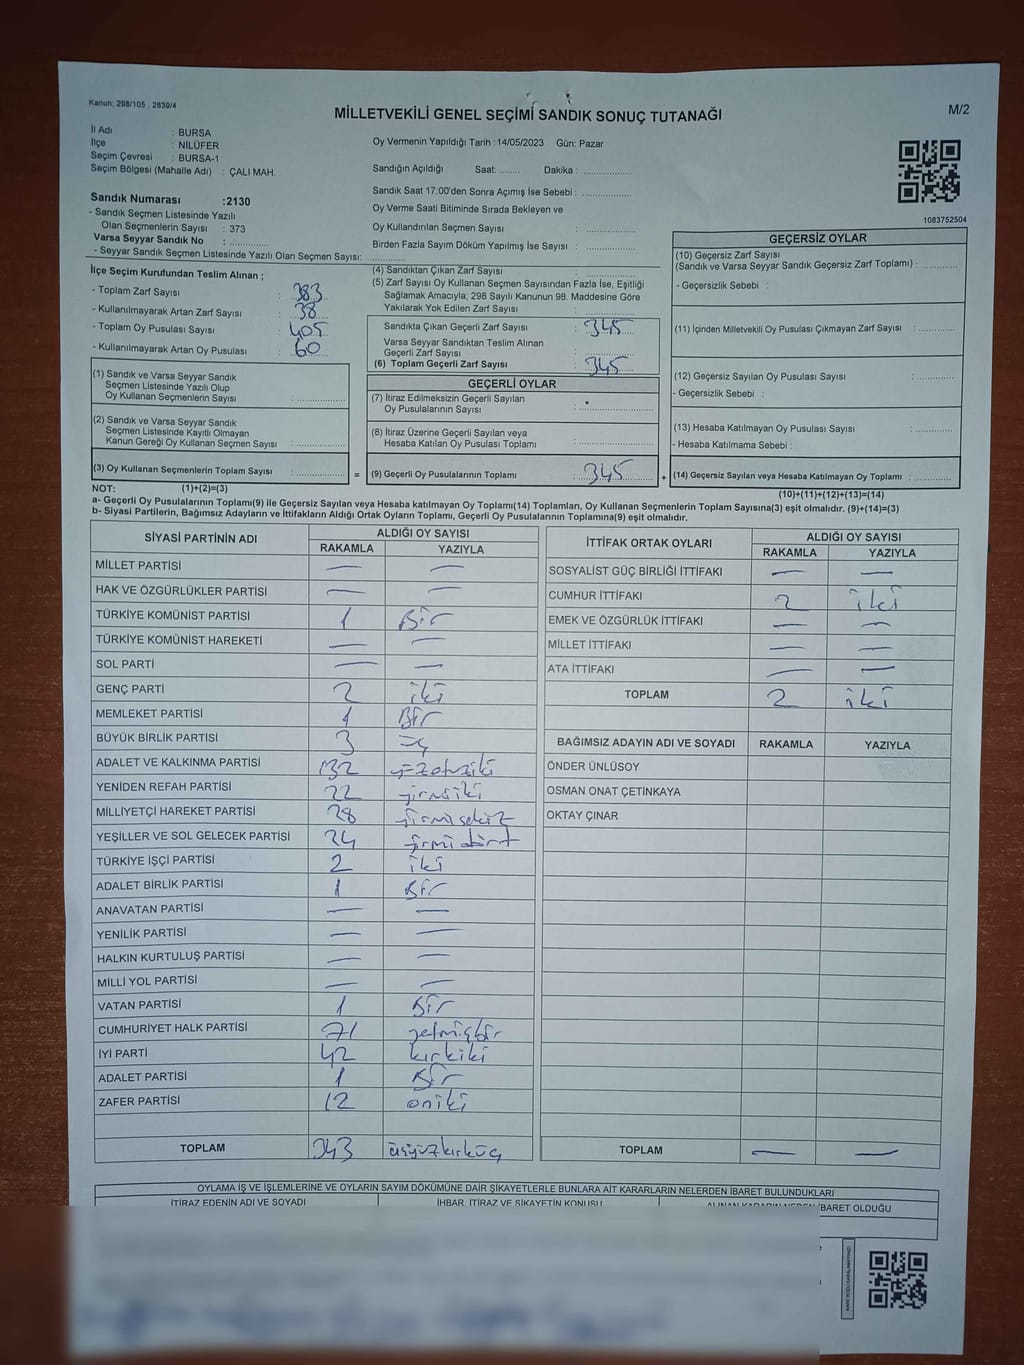 Kanun; 298/105 , 2839/4
MİLLETVEKİLİ GENEL SEÇİMİ SANDIK SONUÇ TUTANAĞI
M/2
İl Adı : BURSA
İlçe : NİLÜFER
Seçim Çevresi : BURSA-1
Seçim Bölgesi (Mahalle Adı) : ÇALI MAH.
Oy Vermenin Yapıldığı Tarih :14/05/2023 Gün: Pazar
Sandığın Açıldığı Saat: ........ Dakika : ................
Sandık Saat 17:00'den Sonra Açımış İse Sebebi : ................
Oy Verme Saati Bitiminde Sırada Bekleyen ve
Oy Kullandırılan Seçmen Sayısı : ................
Birden Fazla Sayım Döküm Yapılmış İse Sayısı : ................
1083752504
Sandık Numarası :2130
- Sandık Seçmen Listesinde Yazılı
Olan Seçmenlerin Sayısı : 373
Varsa Seyyar Sandık No : ............
- Seyyar Sandık Seçmen Listesinde Yazılı Olan Seçmen Sayısı: ............
İlçe Seçim Kurulundan Teslim Alınan ;
- Toplam Zarf Sayısı : 383
- Kullanılmayarak Artan Zarf Sayısı : 38
- Toplam Oy Pusulası Sayısı : 405
- Kullanılmayarak Artan Oy Pusulası : 60
(1) Sandık ve Varsa Seyyar Sandık
Seçmen Listesinde Yazılı Olup
Oy Kullanan Seçmenlerin Sayısı : ................
(2) Sandık ve Varsa Seyyar Sandık
Seçmen Listesinde Kayıtlı Olmayan
Kanun Gereği Oy Kullanan Seçmen Sayısı : ................
(3) Oy Kullanan Seçmenlerin Toplam Sayısı : ................
(4) Sandıktan Çıkan Zarf Sayısı : ................
(5) Zarf Sayısı Oy Kullanan Seçmen Sayısından Fazla İse, Eşitliği
Sağlamak Amacıyla; 298 Sayılı Kanunun 98. Maddesine Göre
Yakılarak Yok Edilen Zarf Sayısı : ................
Sandıkta Çıkan Geçerli Zarf Sayısı : 345
Varsa Seyyar Sandıktan Teslim Alınan
Geçerli Zarf Sayısı : ................
(6) Toplam Geçerli Zarf Sayısı : 345
GEÇERLİ OYLAR
(7) İtiraz Edilmeksizin Geçerli Sayılan
Oy Pusulalarının Sayısı : ................
(8) İtiraz Üzerine Geçerli Sayılan veya
Hesaba Katılan Oy Pusulası Toplamı : ................
= (9) Geçerli Oy Pusulalarının Toplamı : 345
GEÇERSİZ OYLAR
(10) Geçersiz Zarf Sayısı
(Sandık ve Varsa Seyyar Sandık Geçersiz Zarf Toplamı) : ............
- Geçersizlik Sebebi :
(11) İçinden Milletvekili Oy Pusulası Çıkmayan Zarf Sayısı : ............
(12) Geçersiz Sayılan Oy Pusulası Sayısı : ............
- Geçersizlik Sebebi :
(13) Hesaba Katılmayan Oy Pusulası Sayısı : ............
- Hesaba Katılmama Sebebi :
+ (14) Geçersiz Sayılan veya Hesaba Katılmayan Oy Toplamı : ............
NOT: (1)+(2)=(3)
(10)+(11)+(12)+(13)=(14)
a- Geçerli Oy Pusulalarının Toplamı(9) ile Geçersiz Sayılan veya Hesaba katılmayan Oy Toplamı(14) Toplamları, Oy Kullanan Seçmenlerin Toplam Sayısına(3) eşit olmalıdır. (9)+(14)=(3)
b- Siyasi Partilerin, Bağımsız Adayların ve İttifakların Aldığı Ortak Oyların Toplamı, Geçerli Oy Pusulalarının Toplamına(9) eşit olmalıdır.
SİYASİ PARTİNİN ADI ALDIĞI OY SAYISI
RAKAMLA YAZIYLA
MİLLET PARTİSİ — —
HAK VE ÖZGÜRLÜKLER PARTİSİ — —
TÜRKİYE KOMÜNİST PARTİSİ 1 Bir
TÜRKİYE KOMÜNİST HAREKETİ — —
SOL PARTİ — —
GENÇ PARTİ 2 iki
MEMLEKET PARTİSİ 1 Bir
BÜYÜK BİRLİK PARTİSİ 3 üç
ADALET VE KALKINMA PARTİSİ 132 yüzotuziki
YENİDEN REFAH PARTİSİ 22 yirmiiki
MİLLİYETÇİ HAREKET PARTİSİ 28 yirmisekiz
YEŞİLLER VE SOL GELECEK PARTİSİ 24 yirmidört
TÜRKİYE İŞÇİ PARTİSİ 2 iki
ADALET BİRLİK PARTİSİ 1 Bir
ANAVATAN PARTİSİ — —
YENİLİK PARTİSİ — —
HALKIN KURTULUŞ PARTİSİ — —
MİLLİ YOL PARTİSİ — —
VATAN PARTİSİ 1 Bir
CUMHURİYET HALK PARTİSİ 71 yetmişbir
İYİ PARTİ 42 kırkiki
ADALET PARTİSİ 1 Bir
ZAFER PARTİSİ 12 oniki
TOPLAM 343 üçyüzkırküç
İTTİFAK ORTAK OYLARI ALDIĞI OY SAYISI
RAKAMLA YAZIYLA
SOSYALİST GÜÇ BİRLİĞİ İTTİFAKI — —
CUMHUR İTTİFAKI 2 iki
EMEK VE ÖZGÜRLÜK İTTİFAKI — —
MİLLET İTTİFAKI — —
ATA İTTİFAKI — —
TOPLAM 2 iki
BAĞIMSIZ ADAYIN ADI VE SOYADI RAKAMLA YAZIYLA
ÖNDER ÜNLÜSOY
OSMAN ONAT ÇETİNKAYA
OKTAY ÇINAR
TOPLAM — —
OYLAMA İŞ VE İŞLEMLERİNE VE OYLARIN SAYIM DÖKÜMÜNE DAİR ŞİKAYETLERLE BUNLARA AİT KARARLARIN NELERDEN İBARET BULUNDUKLARI
İTİRAZ EDENİN ADI VE SOYADI
İHBAR, İTİRAZ VE ŞİKAYETİN KONUSU
ALINAN KARARIN NEDEN İBARET OLDUĞU